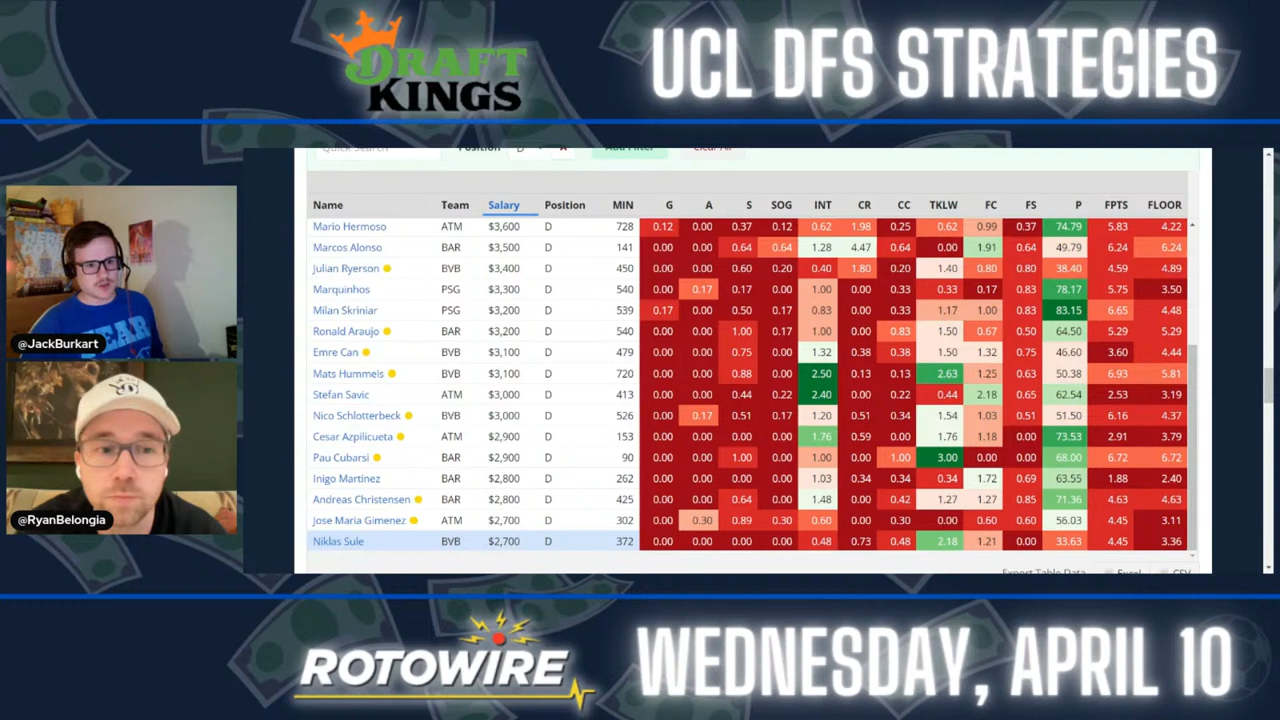 DRAFT KINGS
UCL DFS STRATEGIES
Quick Search Position D Add Filter Clear All
Name Team Salary Position MIN G A S SOG INT CR CC TKLW FC FS P FPTS FLOOR
Mario Hermoso ATM $3,600 D 728 0.12 0.00 0.37 0.12 0.62 1.98 0.25 0.62 0.99 0.37 74.79 5.83 4.22
Marcos Alonso BAR $3,500 D 141 0.00 0.00 0.64 0.64 1.28 4.47 0.64 0.00 1.91 0.64 49.79 6.24 6.24
Julian Ryerson BVB $3,400 D 450 0.00 0.00 0.60 0.20 0.40 1.80 0.20 1.40 0.80 0.80 38.40 4.59 4.89
Marquinhos PSG $3,300 D 540 0.00 0.17 0.17 0.00 1.00 0.00 0.33 0.33 0.17 0.83 78.17 5.75 3.50
Milan Skriniar PSG $3,200 D 539 0.17 0.00 0.50 0.17 0.83 0.00 0.33 1.17 1.00 0.83 83.15 6.65 4.48
Ronald Araujo BAR $3,200 D 540 0.00 0.00 1.00 0.17 1.00 0.00 0.83 1.50 0.67 0.50 64.50 5.29 5.29
Emre Can BVB $3,100 D 479 0.00 0.00 0.75 0.00 1.32 0.38 0.38 1.50 1.32 0.75 46.60 3.60 4.44
Mats Hummels BVB $3,100 D 720 0.00 0.00 0.88 0.13 2.50 0.13 0.13 2.63 1.25 0.63 50.38 6.93 5.81
Stefan Savic ATM $3,000 D 413 0.00 0.00 0.44 0.22 2.40 0.00 0.22 0.44 2.18 0.65 62.54 2.53 3.19
Nico Schlotterbeck BVB $3,000 D 526 0.00 0.17 0.51 0.17 1.20 0.51 0.34 1.54 1.03 0.51 51.50 6.16 4.37
Cesar Azpilicueta ATM $2,900 D 153 0.00 0.00 0.00 0.00 1.76 0.59 0.00 1.76 1.18 0.00 73.53 2.91 3.79
Pau Cubarsi BAR $2,900 D 90 0.00 0.00 1.00 0.00 1.00 0.00 1.00 3.00 0.00 0.00 68.00 6.72 6.72
Inigo Martinez BAR $2,800 D 262 0.00 0.00 0.00 0.00 1.03 0.34 0.34 0.34 1.72 0.69 63.55 1.88 2.40
Andreas Christensen BAR $2,800 D 425 0.00 0.00 0.64 0.00 1.48 0.00 0.42 1.27 1.27 0.85 71.36 4.63 4.63
Jose Maria Gimenez ATM $2,700 D 302 0.00 0.30 0.89 0.30 0.60 0.00 0.30 0.00 0.60 0.60 56.03 4.45 3.11
Niklas Sule BVB $2,700 D 372 0.00 0.00 0.00 0.00 0.48 0.73 0.48 2.18 1.21 0.00 33.63 4.45 3.36
Export Table Data Excel CSV
@JackBurkart
@RyanBelongia
ROTOWIRE
WEDNESDAY, APRIL 10